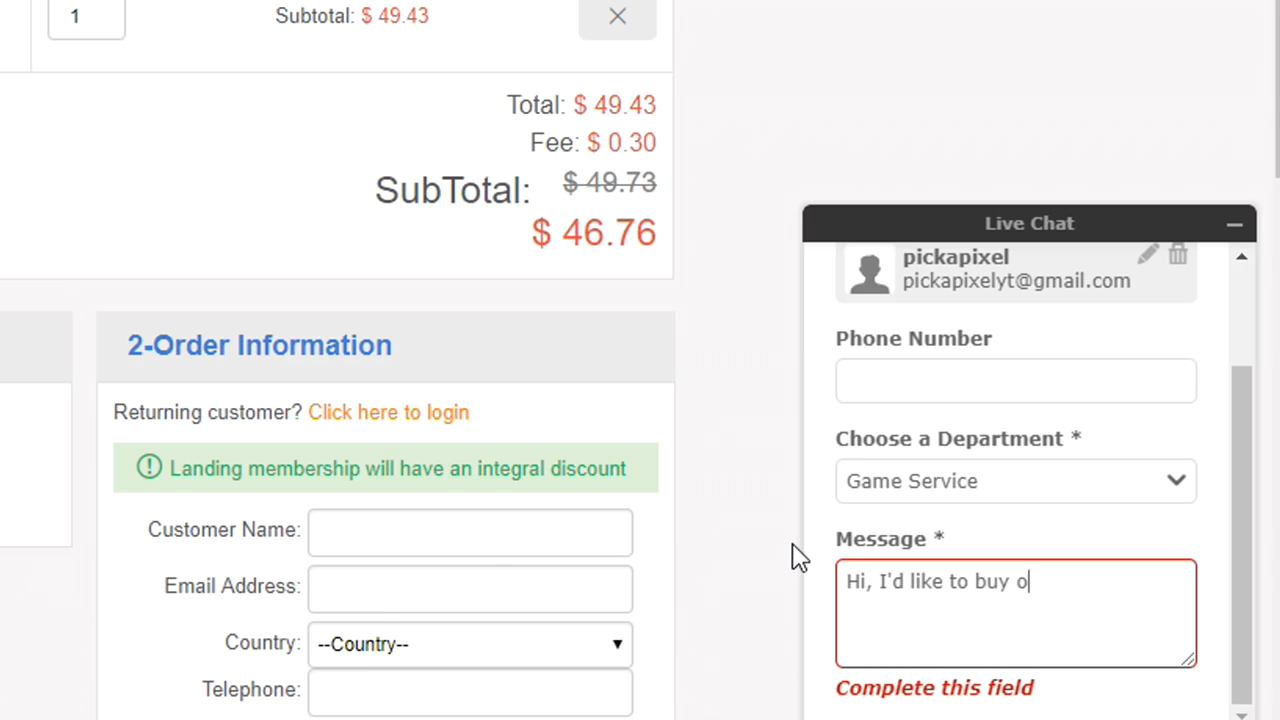 1
Subtotal: $ 49.43
Total: $ 49.43
Fee: $ 0.30
SubTotal: $ 49.73
$ 46.76
2-Order Information
Returning customer? Click here to login
Landing membership will have an integral discount
Customer Name:
Email Address:
Country: --Country--
Telephone:
Live Chat
pickapixel
pickapixelyt@gmail.com
Phone Number
Choose a Department *
Game Service
Message *
Hi, I'd like to buy o
Complete this field